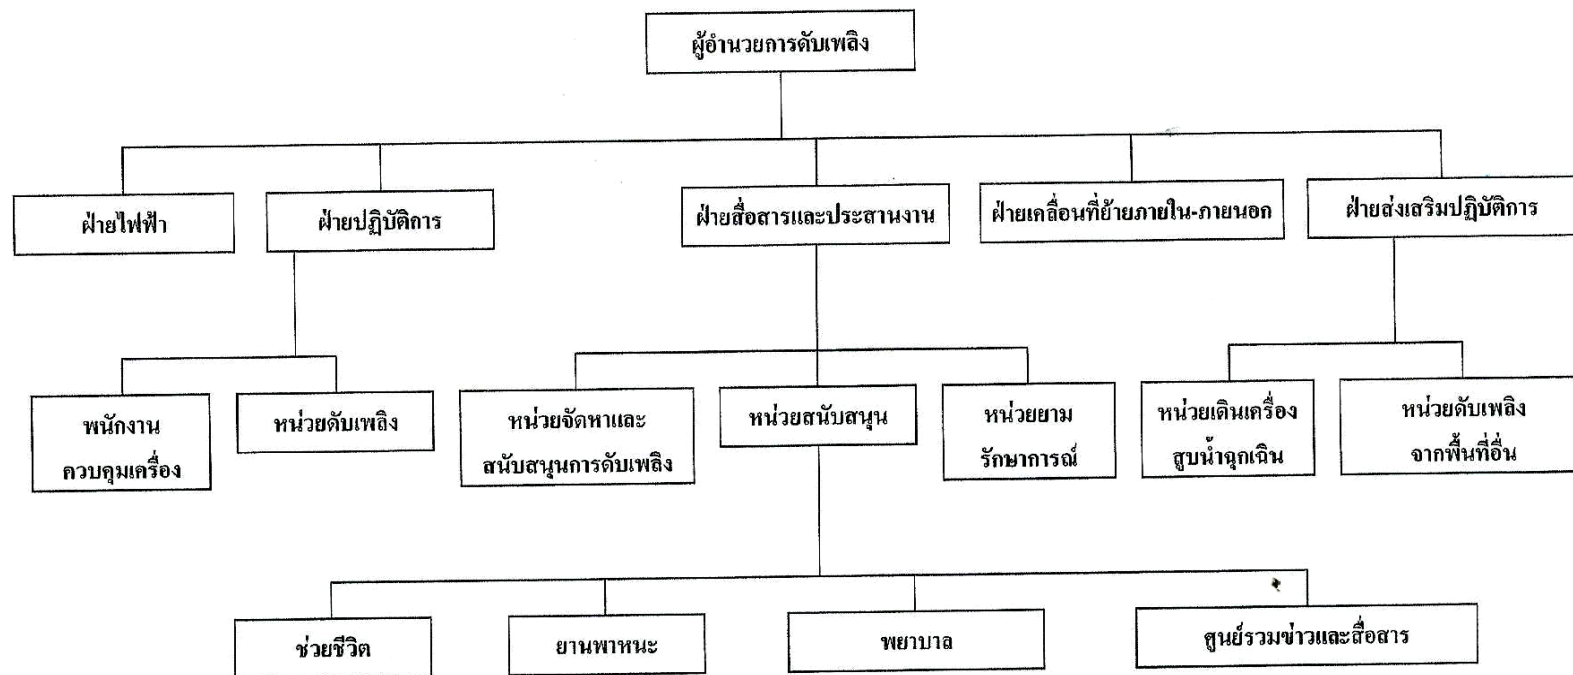 ผู้อำนวยการดับเพลิง
ฝ่ายไฟฟ้า
ฝ่ายปฏิบัติการ
ฝ่ายสื่อสารและประสานงาน
ฝ่ายเคลื่อนที่ย้ายภายใน-ภายนอก
ฝ่ายส่งเสริมปฏิบัติการ
พนักงาน
ควบคุมเครื่อง
หน่วยดับเพลิง
หน่วยจัดหาและ
สนับสนุนการดับเพลิง
หน่วยสนับสนุน
หน่วยยาม
รักษาการณ์
หน่วยเดินเครื่อง
สูบน้ำฉุกเฉิน
หน่วยดับเพลิง
จากพื้นที่อื่น
ช่วยชีวิต
ยานพาหนะ
พยาบาล
ศูนย์รวมข่าวและสื่อสาร